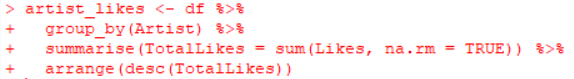 > artist_likes <- df %>%
+   group_by(Artist) %>%
+   summarise(TotalLikes = sum(Likes, na.rm = TRUE)) %>%
+   arrange(desc(TotalLikes))